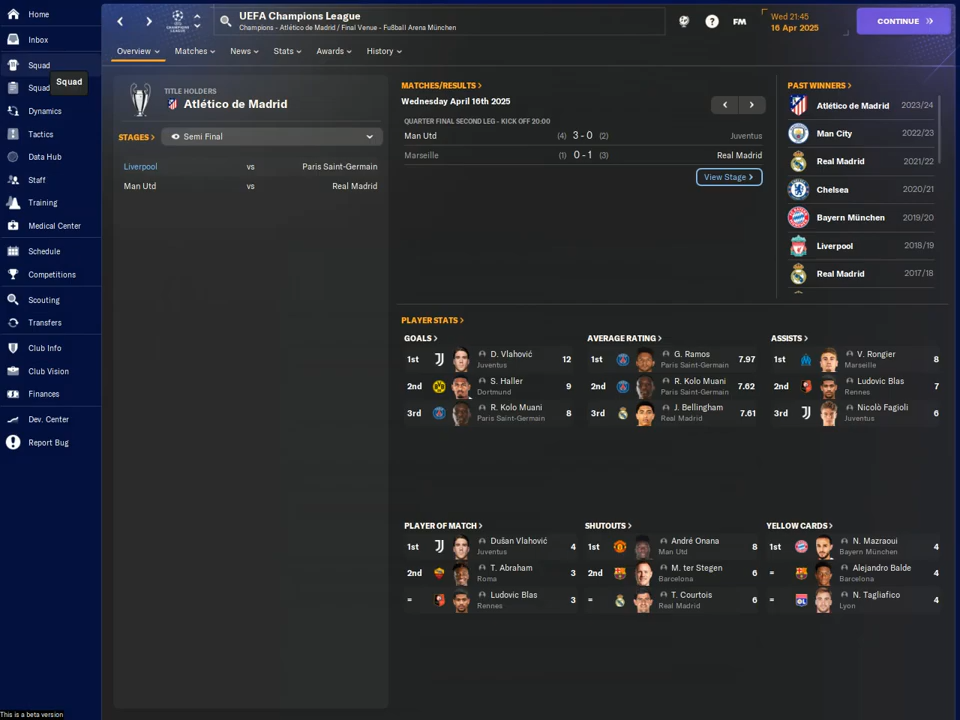 Home
UEFA Champions League
Champions - Atlético de Madrid / Final Venue - Fußball Arena München
Wed 21:45
16 Apr 2025
FM
CONTINUE
Inbox
Squad
Squad
Squad
Dynamics
Tactics
Data Hub
Staff
Training
Medical Center
Schedule
Competitions
Scouting
Transfers
Club Info
Club Vision
Finances
Dev. Center
Report Bug
This is a beta version
Overview Matches News Stats Awards History
TITLE HOLDERS
Atlético de Madrid
STAGES > Semi Final
Liverpool vs Paris Saint-Germain
Man Utd vs Real Madrid
MATCHES/RESULTS >
Wednesday April 16th 2025
QUARTER FINAL SECOND LEG - KICK OFF 20:00
Man Utd (4) 3 - 0 (2) Juventus
Marseille (1) 0 - 1 (3) Real Madrid
View Stage >
PAST WINNERS >
Atlético de Madrid 2023/24
Man City 2022/23
Real Madrid 2021/22
Chelsea 2020/21
Bayern München 2019/20
Liverpool 2018/19
Real Madrid 2017/18
PLAYER STATS >
GOALS >
1st D. Vlahović 12
Juventus
2nd S. Haller 9
Dortmund
3rd R. Kolo Muani 8
Paris Saint-Germain
AVERAGE RATING >
1st G. Ramos 7.97
Paris Saint-Germain
2nd R. Kolo Muani 7.62
Paris Saint-Germain
3rd J. Bellingham 7.61
Real Madrid
ASSISTS >
1st V. Rongier 8
Marseille
2nd Ludovic Blas 7
Rennes
3rd Nicolò Fagioli 6
Juventus
PLAYER OF MATCH >
1st Dušan Vlahović 4
Juventus
2nd T. Abraham 3
Roma
= Ludovic Blas 3
Rennes
SHUTOUTS >
1st André Onana 8
Man Utd
2nd M. ter Stegen 6
Barcelona
= T. Courtois 6
Real Madrid
YELLOW CARDS >
1st N. Mazraoui 4
Bayern München
= Alejandro Balde 4
Barcelona
= N. Tagliafico 4
Lyon